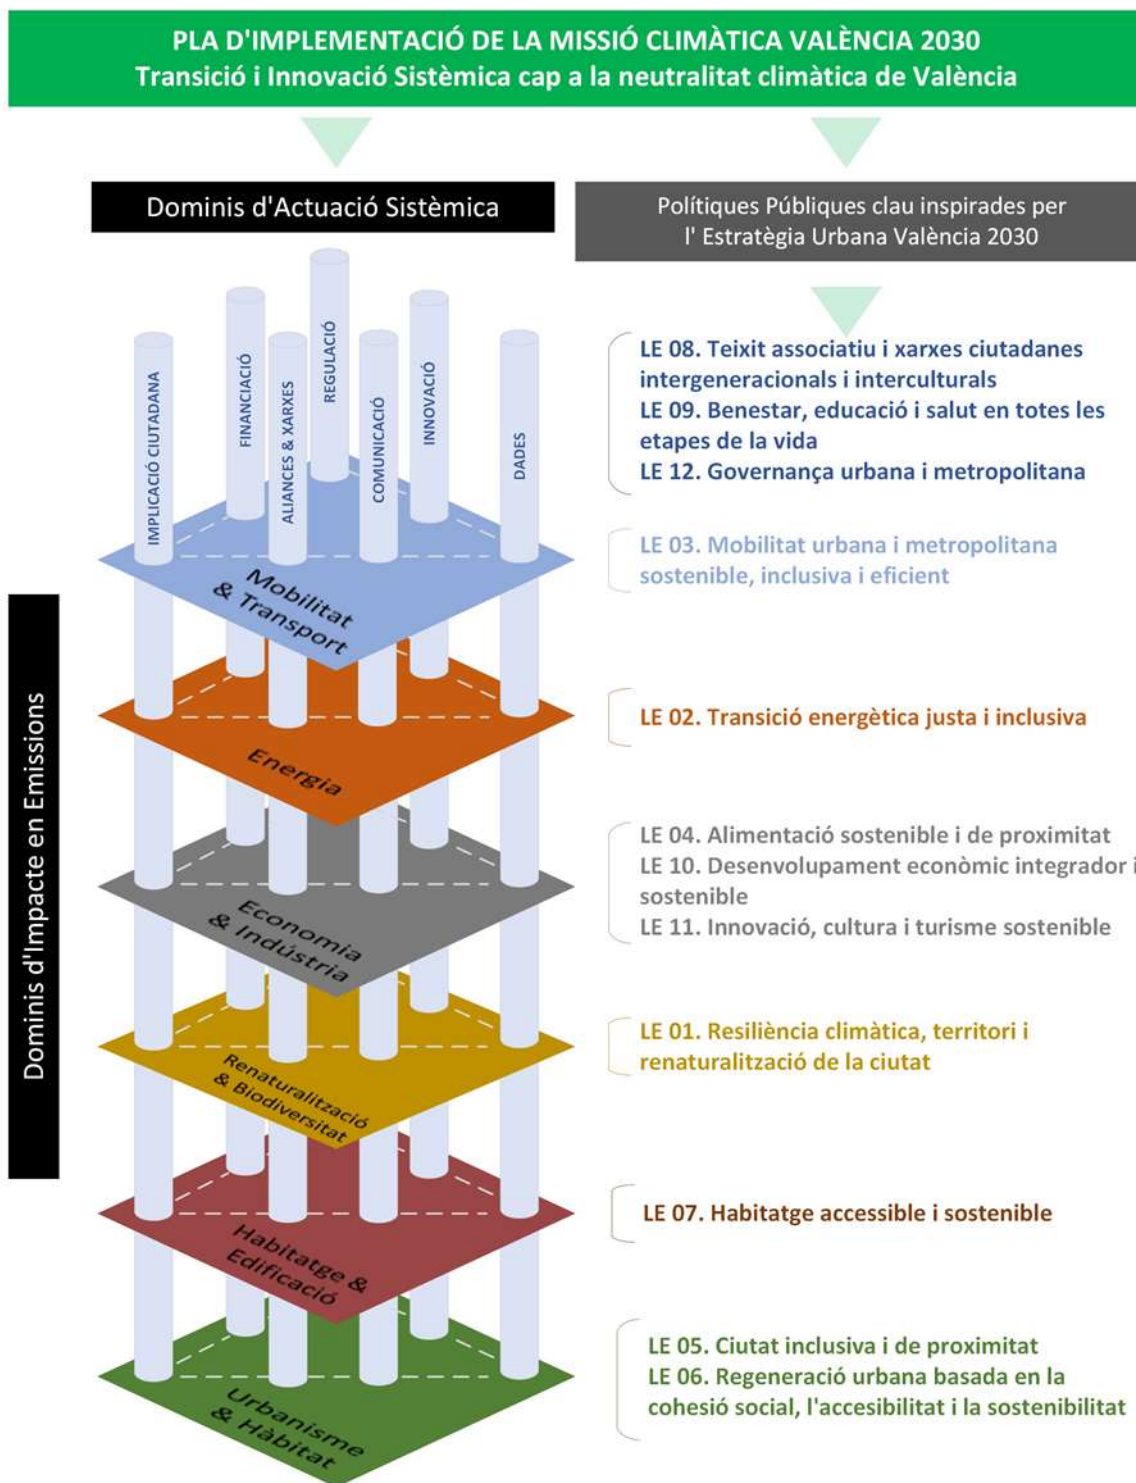 PLA D'IMPLEMENTACIÓ DE LA MISSIÓ CLIMÀTICA VALÈNCIA 2030
Transició i Innovació Sistèmica cap a la neutralitat climàtica de València
Dominis d'Actuació Sistèmica
Polítiques Públiques clau inspirades per
l' Estratègia Urbana València 2030
IMPLICACIÓ CIUTADANA
FINANCIACIÓ
ALIANCES & XARXES
REGULACIÓ
COMUNICACIÓ
INNOVACIÓ
DADES
LE 08. Teixit associatiu i xarxes ciutadanes
intergeneracionals i interculturals
LE 09. Benestar, educació i salut en totes les
etapes de la vida
LE 12. Governança urbana i metropolitana
Dominis d'Impacte en Emissions
Mobilitat
& Transport
LE 03. Mobilitat urbana i metropolitana
sostenible, inclusiva i eficient
Energia
LE 02. Transició energètica justa i inclusiva
Economia
& Indústria
LE 04. Alimentació sostenible i de proximitat
LE 10. Desenvolupament econòmic integrador i
sostenible
LE 11. Innovació, cultura i turisme sostenible
Renaturalització
& Biodiversitat
LE 01. Resiliència climàtica, territori i
renaturalització de la ciutat
Habitatge &
Edificació
LE 07. Habitatge accessible i sostenible
Urbanisme
& Hàbitat
LE 05. Ciutat inclusiva i de proximitat
LE 06. Regeneració urbana basada en la
cohesió social, l'accesibilitat i la sostenibilitat